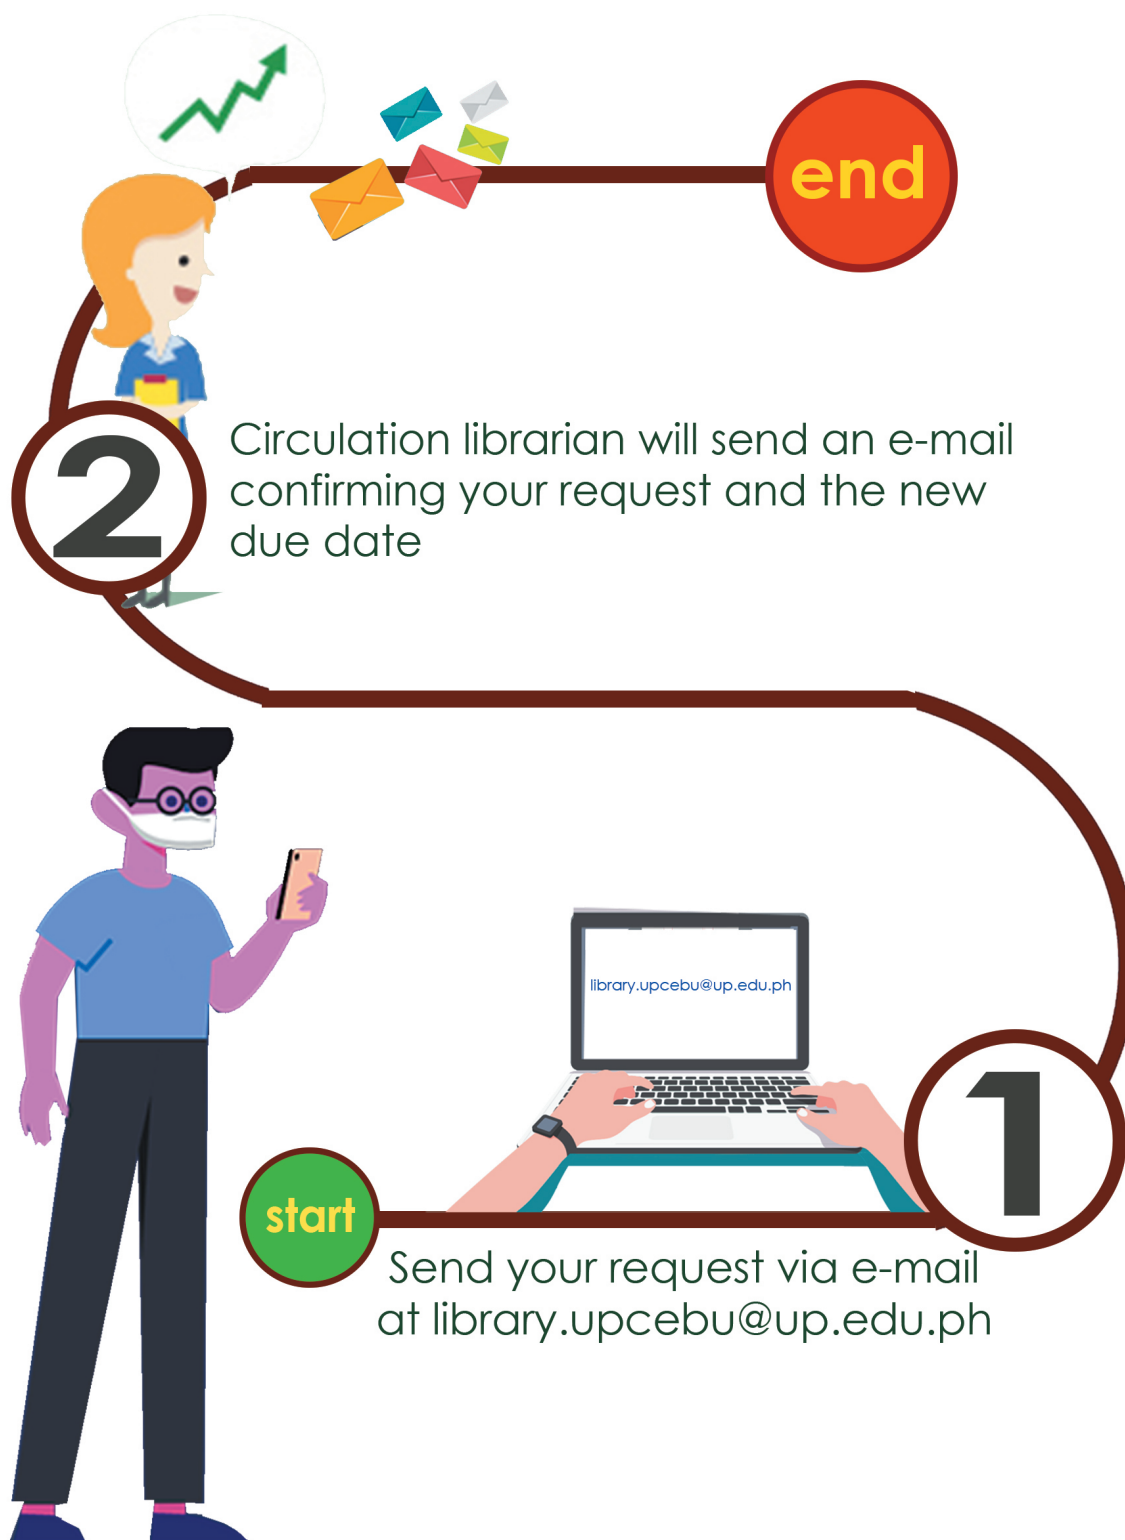 end
2
Circulation librarian will send an e-mail
confirming your request and the new
due date
library.upcebu@up.edu.ph
1
start
Send your request via e-mail
at library.upcebu@up.edu.ph